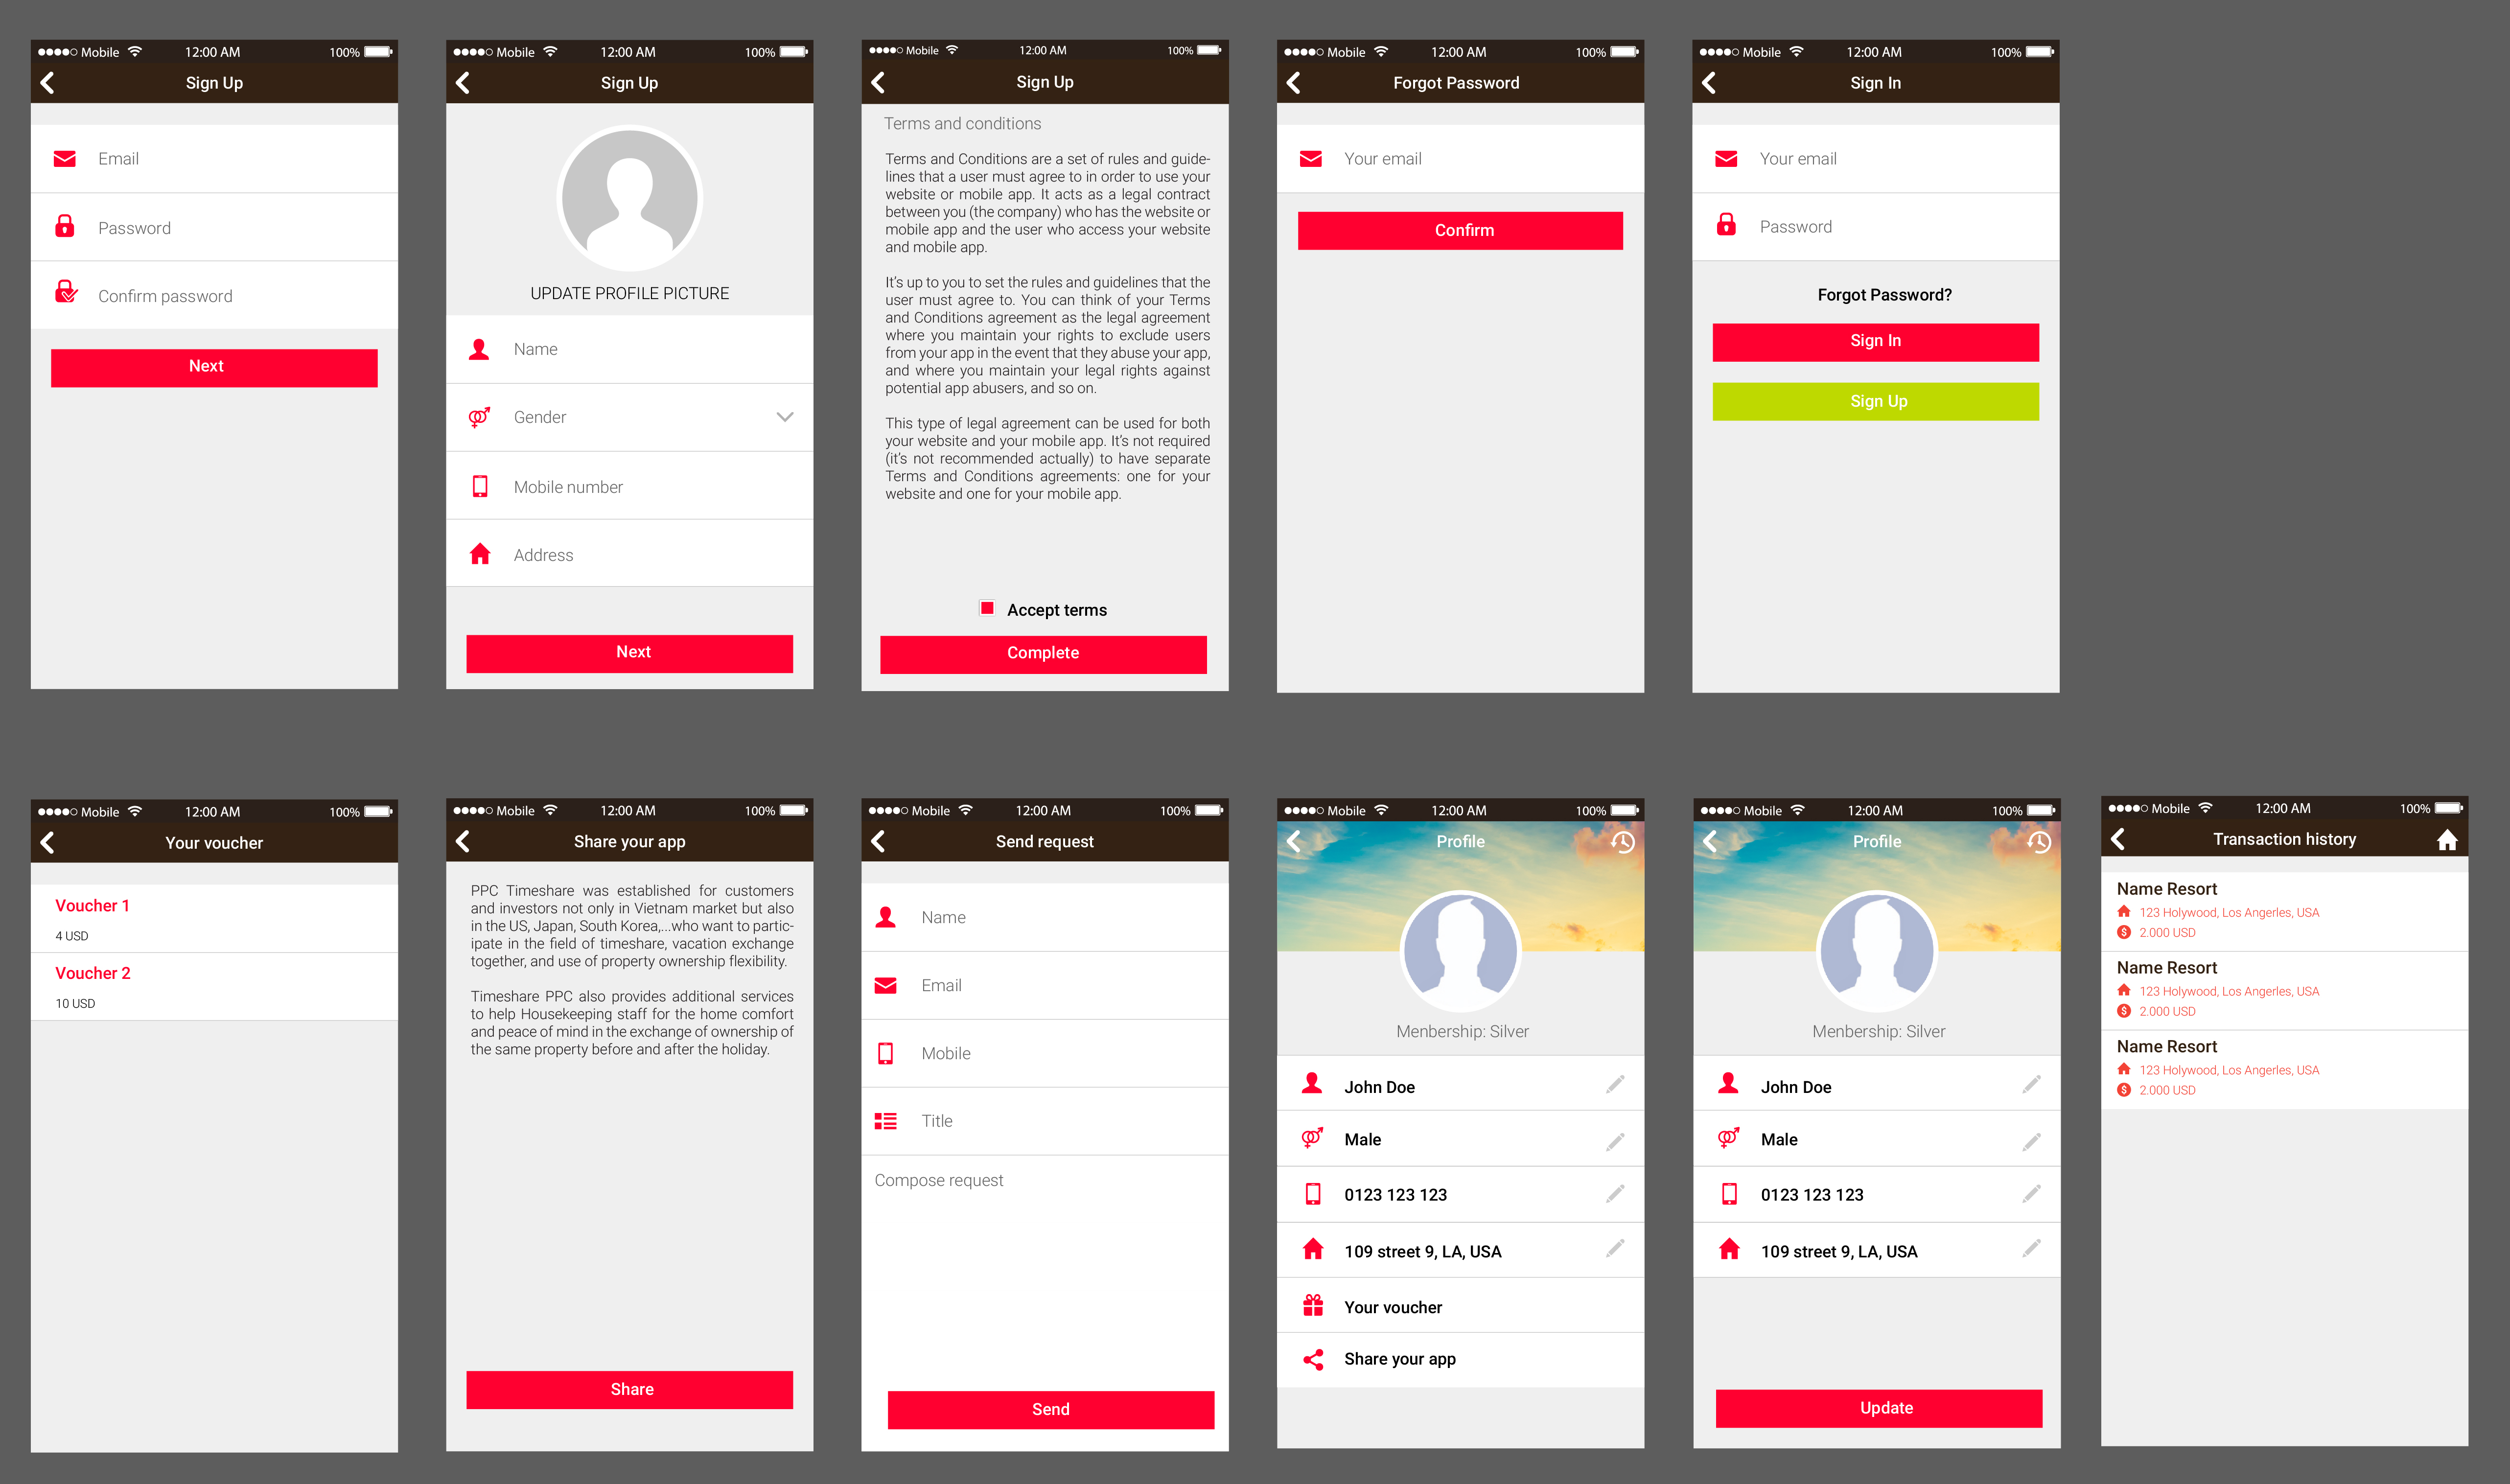 Mobile 12:00 AM 100%
Sign Up
Email
Password
Confirm password
Next
Mobile 12:00 AM 100%
Sign Up
UPDATE PROFILE PICTURE
Name
Gender
Mobile number
Address
Next
Mobile 12:00 AM 100%
Sign Up
Terms and conditions
Terms and Conditions are a set of rules and guide-
lines that a user must agree to in order to use your
website or mobile app. It acts as a legal contract
between you (the company) who has the website or
mobile app and the user who access your website
and mobile app.
It's up to you to set the rules and guidelines that the
user must agree to. You can think of your Terms
and Conditions agreement as the legal agreement
where you maintain your rights to exclude users
from your app in the event that they abuse your app,
and where you maintain your legal rights against
potential app abusers, and so on.
This type of legal agreement can be used for both
your website and your mobile app. It's not required
(it's not recommended actually) to have separate
Terms and Conditions agreements: one for your
website and one for your mobile app.
Accept terms
Complete
Mobile 12:00 AM 100%
Forgot Password
Your email
Confirm
Mobile 12:00 AM 100%
Sign In
Your email
Password
Forgot Password?
Sign In
Sign Up
Mobile 12:00 AM 100%
Your voucher
Voucher 1
4 USD
Voucher 2
10 USD
Mobile 12:00 AM 100%
Share your app
PPC Timeshare was established for customers
and investors not only in Vietnam market but also
in the US, Japan, South Korea,...who want to partic-
ipate in the field of timeshare, vacation exchange
together, and use of property ownership flexibility.
Timeshare PPC also provides additional services
to help Housekeeping staff for the home comfort
and peace of mind in the exchange of ownership of
the same property before and after the holiday.
Share
Mobile 12:00 AM 100%
Send request
Name
Email
Mobile
Title
Compose request
Send
Mobile 12:00 AM 100%
Profile
Menbership: Silver
John Doe
Male
0123 123 123
109 street 9, LA, USA
Your voucher
Share your app
Mobile 12:00 AM 100%
Profile
Menbership: Silver
John Doe
Male
0123 123 123
109 street 9, LA, USA
Update
Mobile 12:00 AM 100%
Transaction history
Name Resort
123 Holywood, Los Angerles, USA
2.000 USD
Name Resort
123 Holywood, Los Angerles, USA
2.000 USD
Name Resort
123 Holywood, Los Angerles, USA
2.000 USD